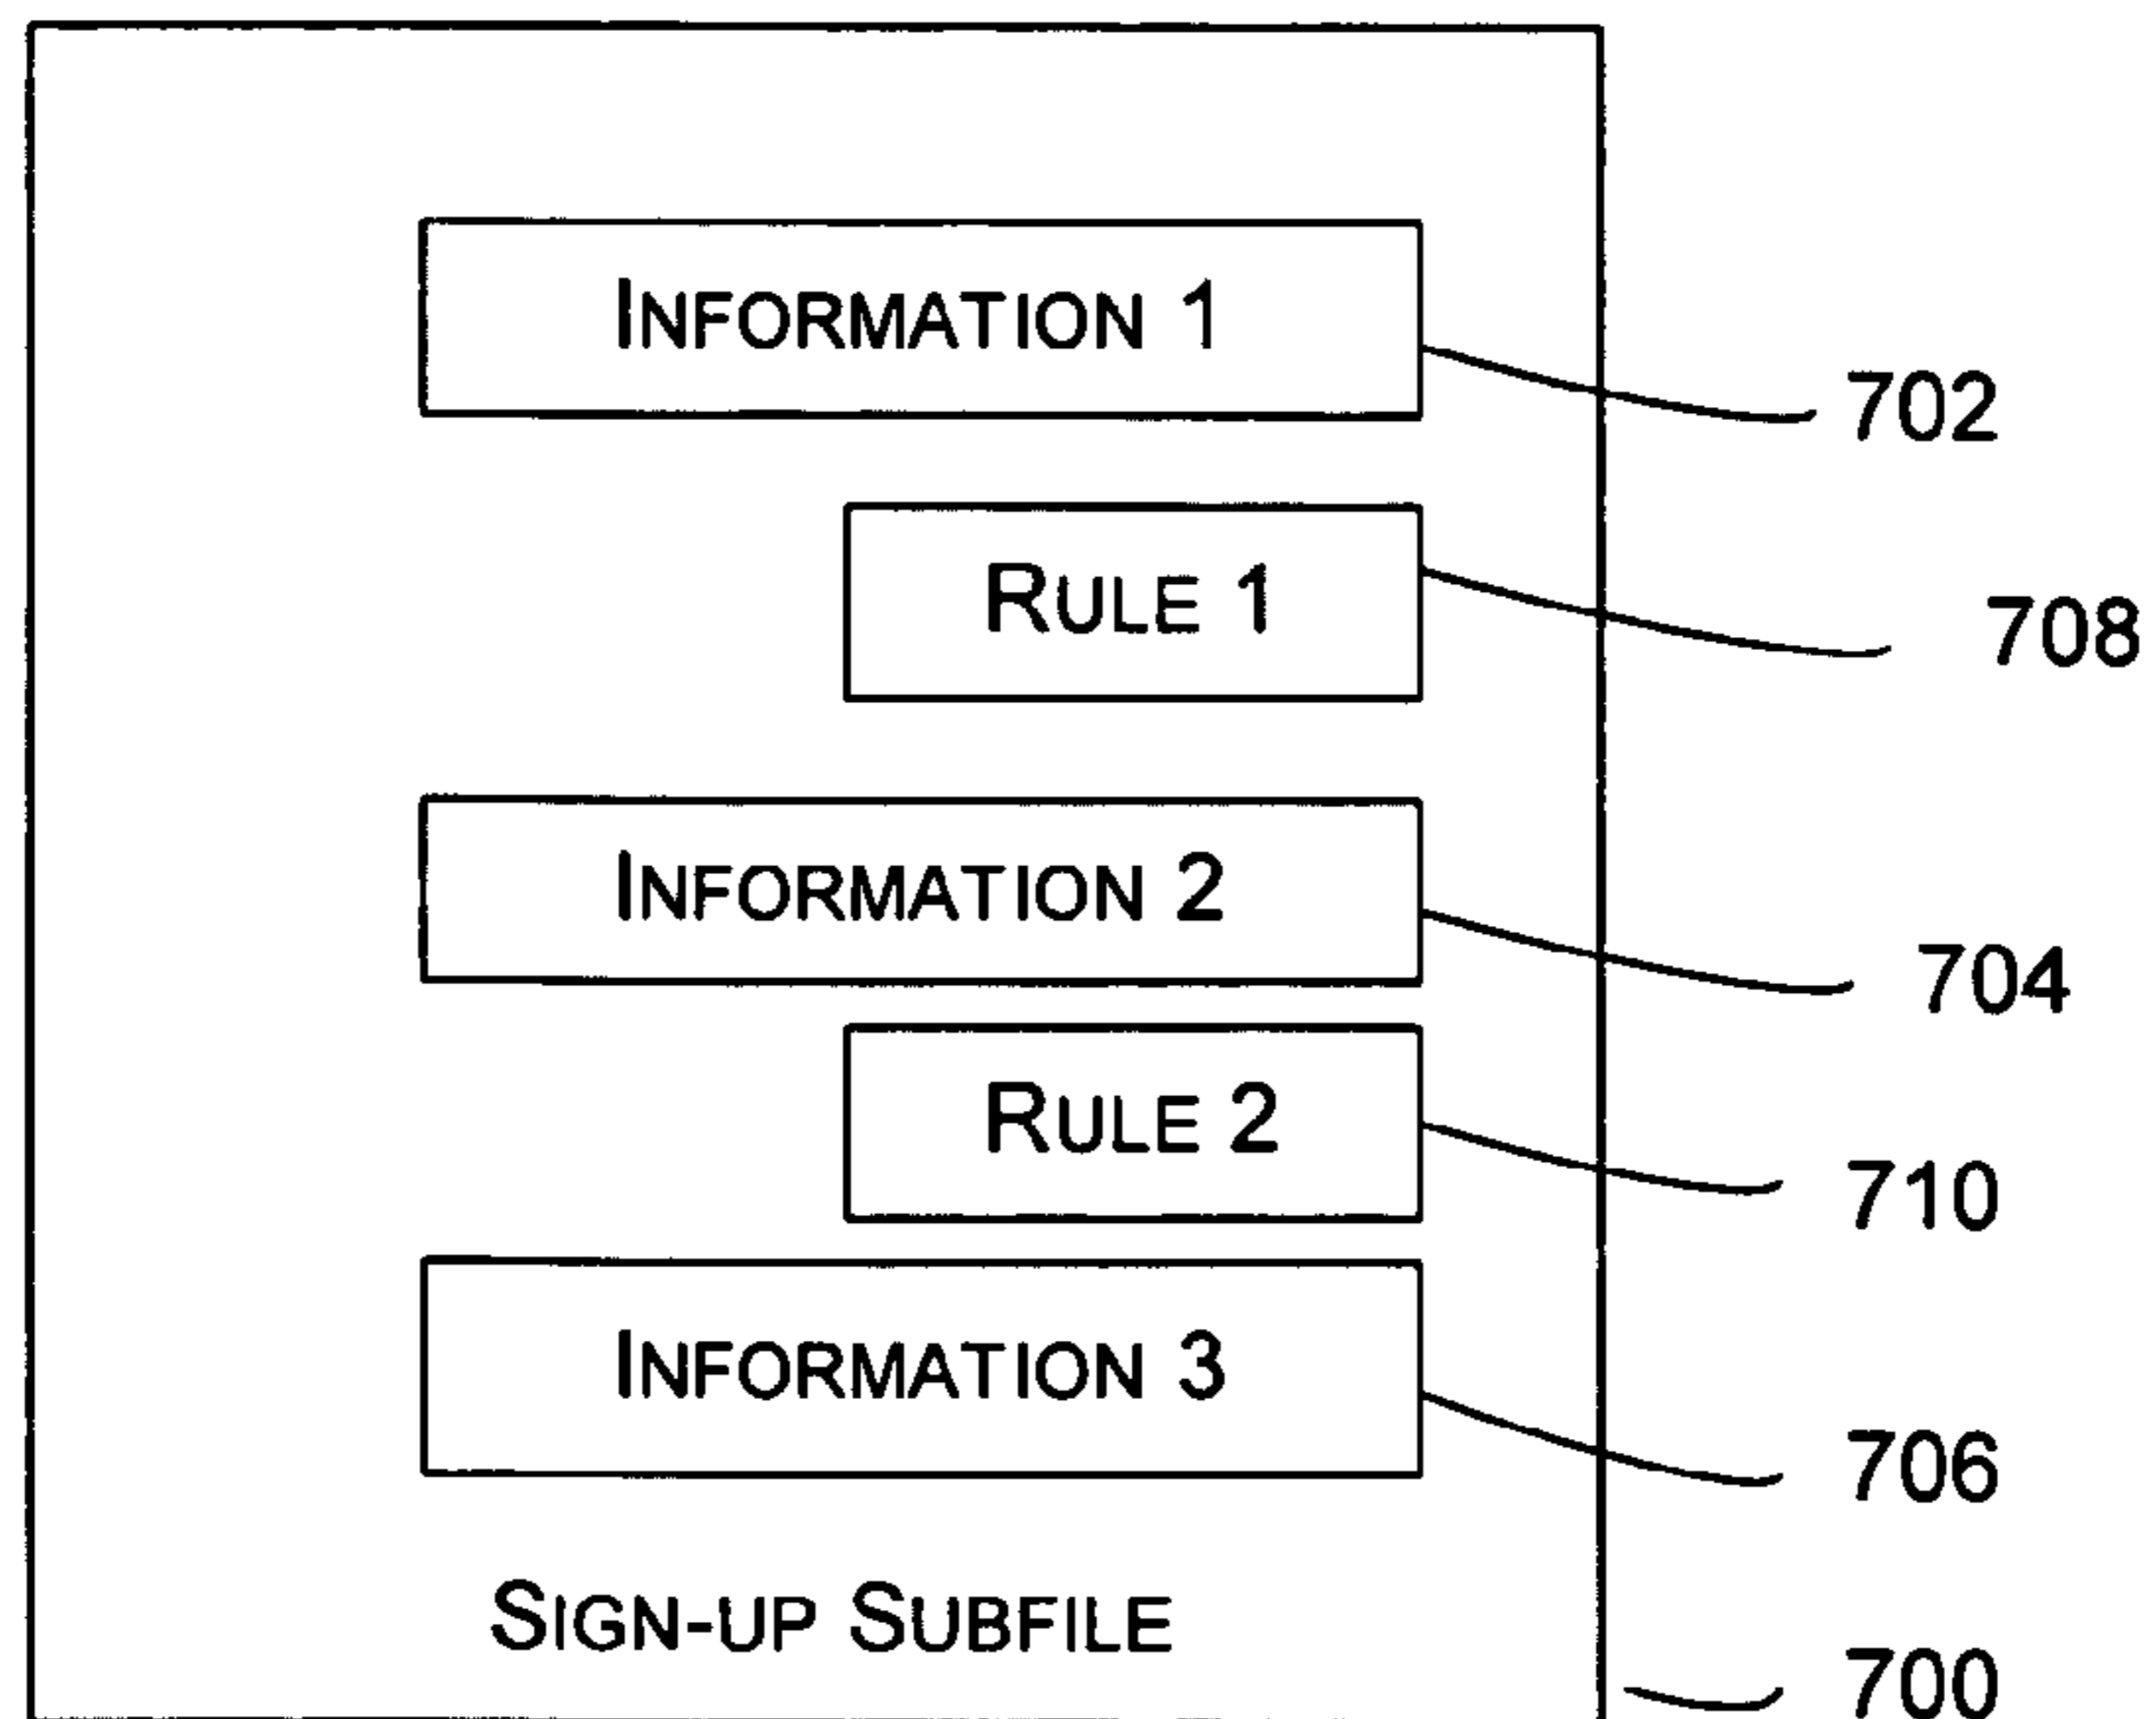 INFORMATION 1
702
RULE 1
708
INFORMATION 2
704
RULE 2
710
INFORMATION 3
706
SIGN-UP SUBFILE
700